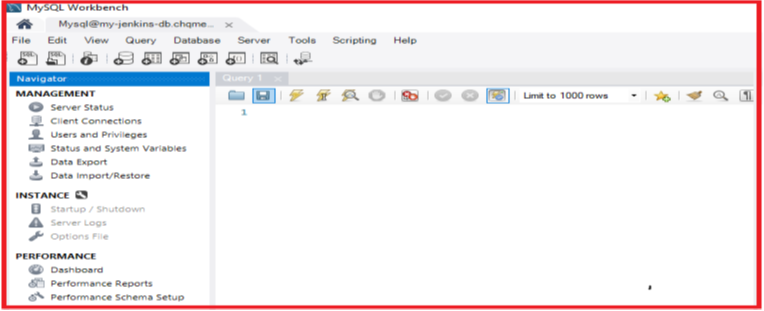 MySQL Workbench
Mysql@my-jenkins-db.chqme... ×
File Edit View Query Database Server Tools Scripting Help
Navigator
Query 1 ×
MANAGEMENT
Server Status
Client Connections
Users and Privileges
Status and System Variables
Data Export
Data Import/Restore
INSTANCE
Startup / Shutdown
Server Logs
Options File
PERFORMANCE
Dashboard
Performance Reports
Performance Schema Setup
Limit to 1000 rows
1